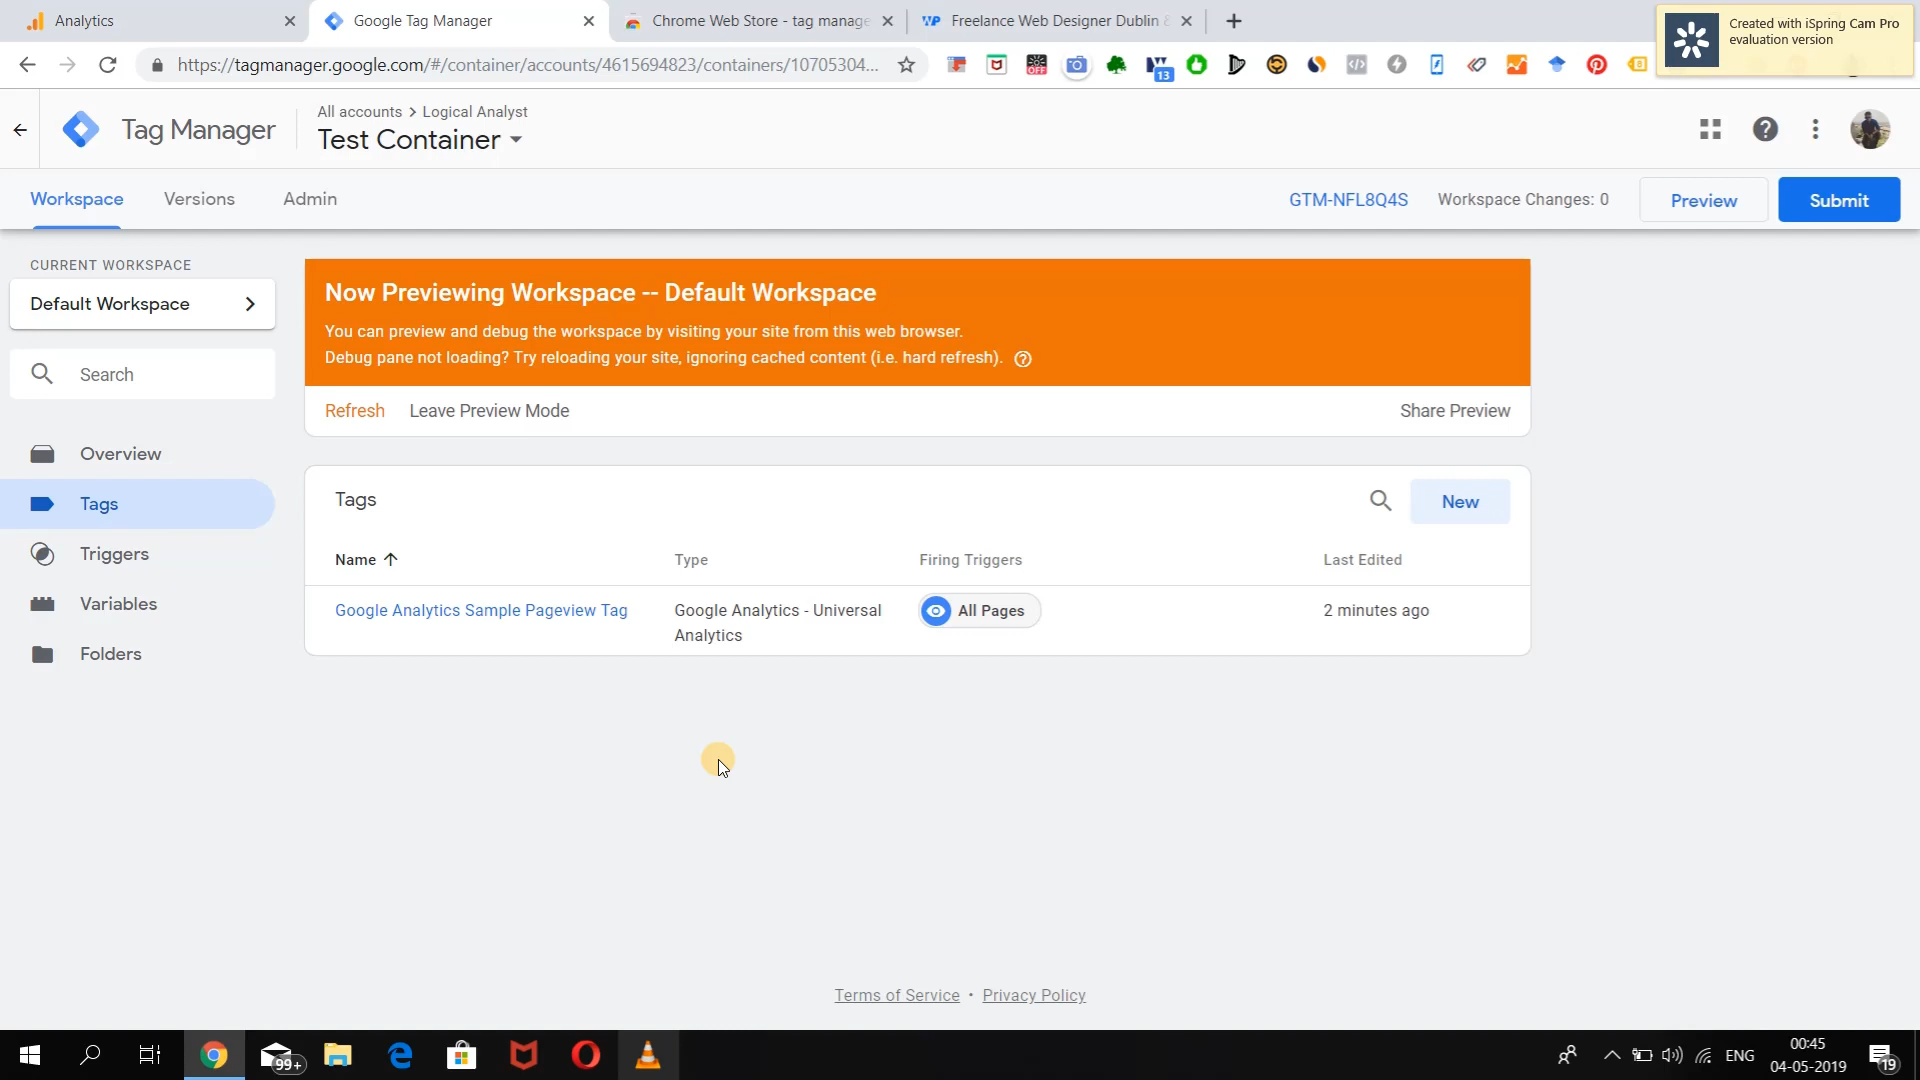 Analytics
Google Tag Manager
Chrome Web Store - tag manage
Freelance Web Designer Dublin &
Created with iSpring Cam Pro
evaluation version
https://tagmanager.google.com/#/container/accounts/4615694823/containers/10705304...
OFF
13
8
Tag Manager
All accounts > Logical Analyst
Test Container
Workspace
Versions
Admin
GTM-NFL8Q4S
Workspace Changes: 0
Preview
Submit
CURRENT WORKSPACE
Default Workspace
Search
Overview
Tags
Triggers
Variables
Folders
Now Previewing Workspace -- Default Workspace
You can preview and debug the workspace by visiting your site from this web browser.
Debug pane not loading? Try reloading your site, ignoring cached content (i.e. hard refresh).
Refresh
Leave Preview Mode
Share Preview
Tags
New
Name
Type
Firing Triggers
Last Edited
Google Analytics Sample Pageview Tag
Google Analytics - Universal
Analytics
All Pages
2 minutes ago
Terms of Service • Privacy Policy
99+
ENG
00:45
04-05-2019
19